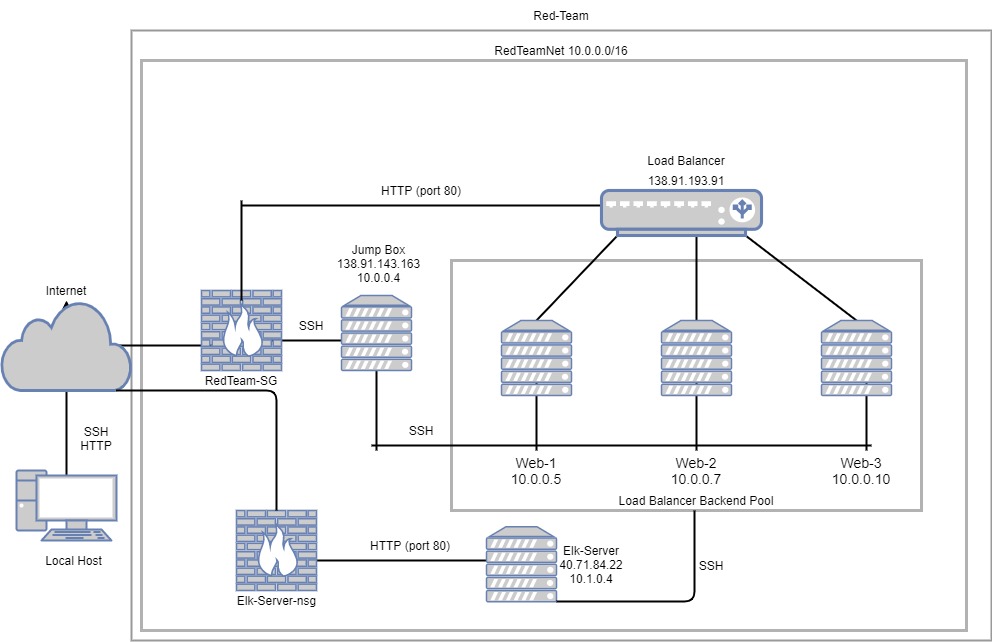 Red-Team
RedTeamNet 10.0.0.0/16
Load Balancer
138.91.193.91
HTTP (port 80)
Jump Box
138.91.143.163
10.0.0.4
Internet
SSH
RedTeam-SG
SSH
HTTP
SSH
Web-1
10.0.0.5
Web-2
10.0.0.7
Web-3
10.0.0.10
Load Balancer Backend Pool
Local Host
HTTP (port 80)
Elk-Server
40.71.84.22
10.1.0.4
SSH
Elk-Server-nsg